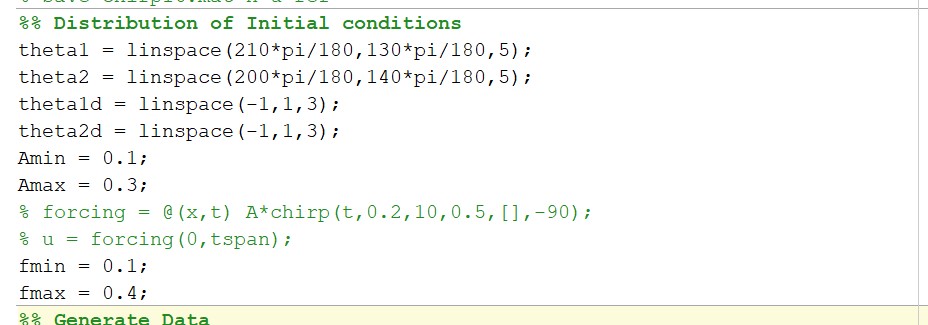 %% Distribution of Initial conditions
theta1 = linspace(210*pi/180,130*pi/180,5);
theta2 = linspace(200*pi/180,140*pi/180,5);
theta1d = linspace(-1,1,3);
theta2d = linspace(-1,1,3);
Amin = 0.1;
Amax = 0.3;
% forcing = @(x,t) A*chirp(t,0.2,10,0.5,[],-90);
% u = forcing(0,tspan);
fmin = 0.1;
fmax = 0.4;
%% Generate Data